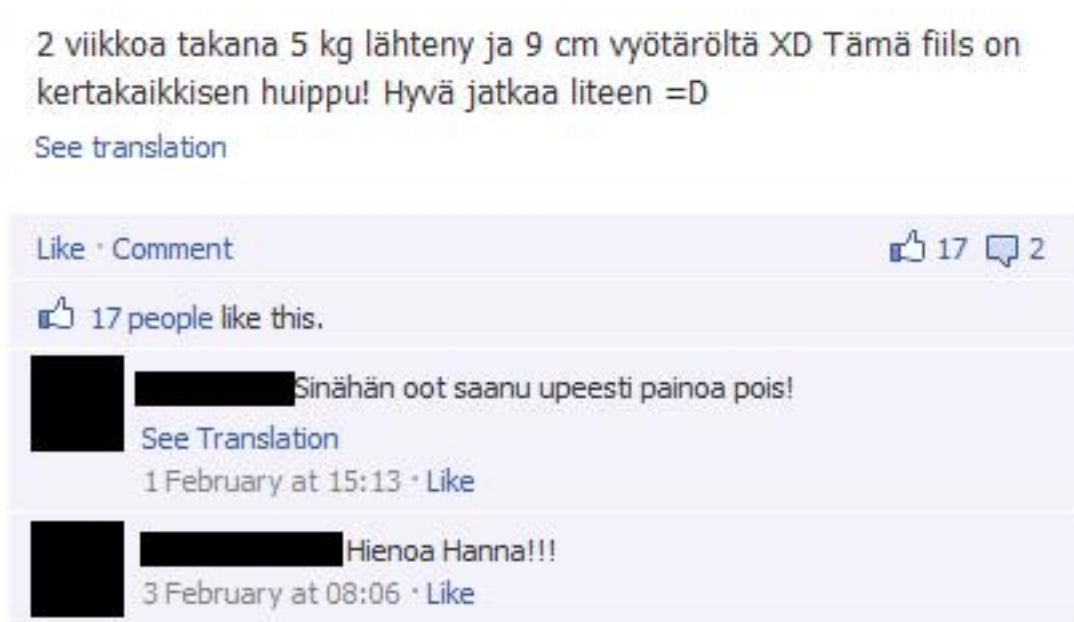 2 viikkoa takana 5 kg lähteny ja 9 cm vyötäröltä XD Tämä fiils on
kertakaikkisen huippu! Hyvä jatkaa liteen =D
See translation
Like · Comment 17 2
17 people like this.
Sinähän oot saanu upeesti painoa pois!
See Translation
1 February at 15:13 · Like
Hienoa Hanna!!!
3 February at 08:06 · Like